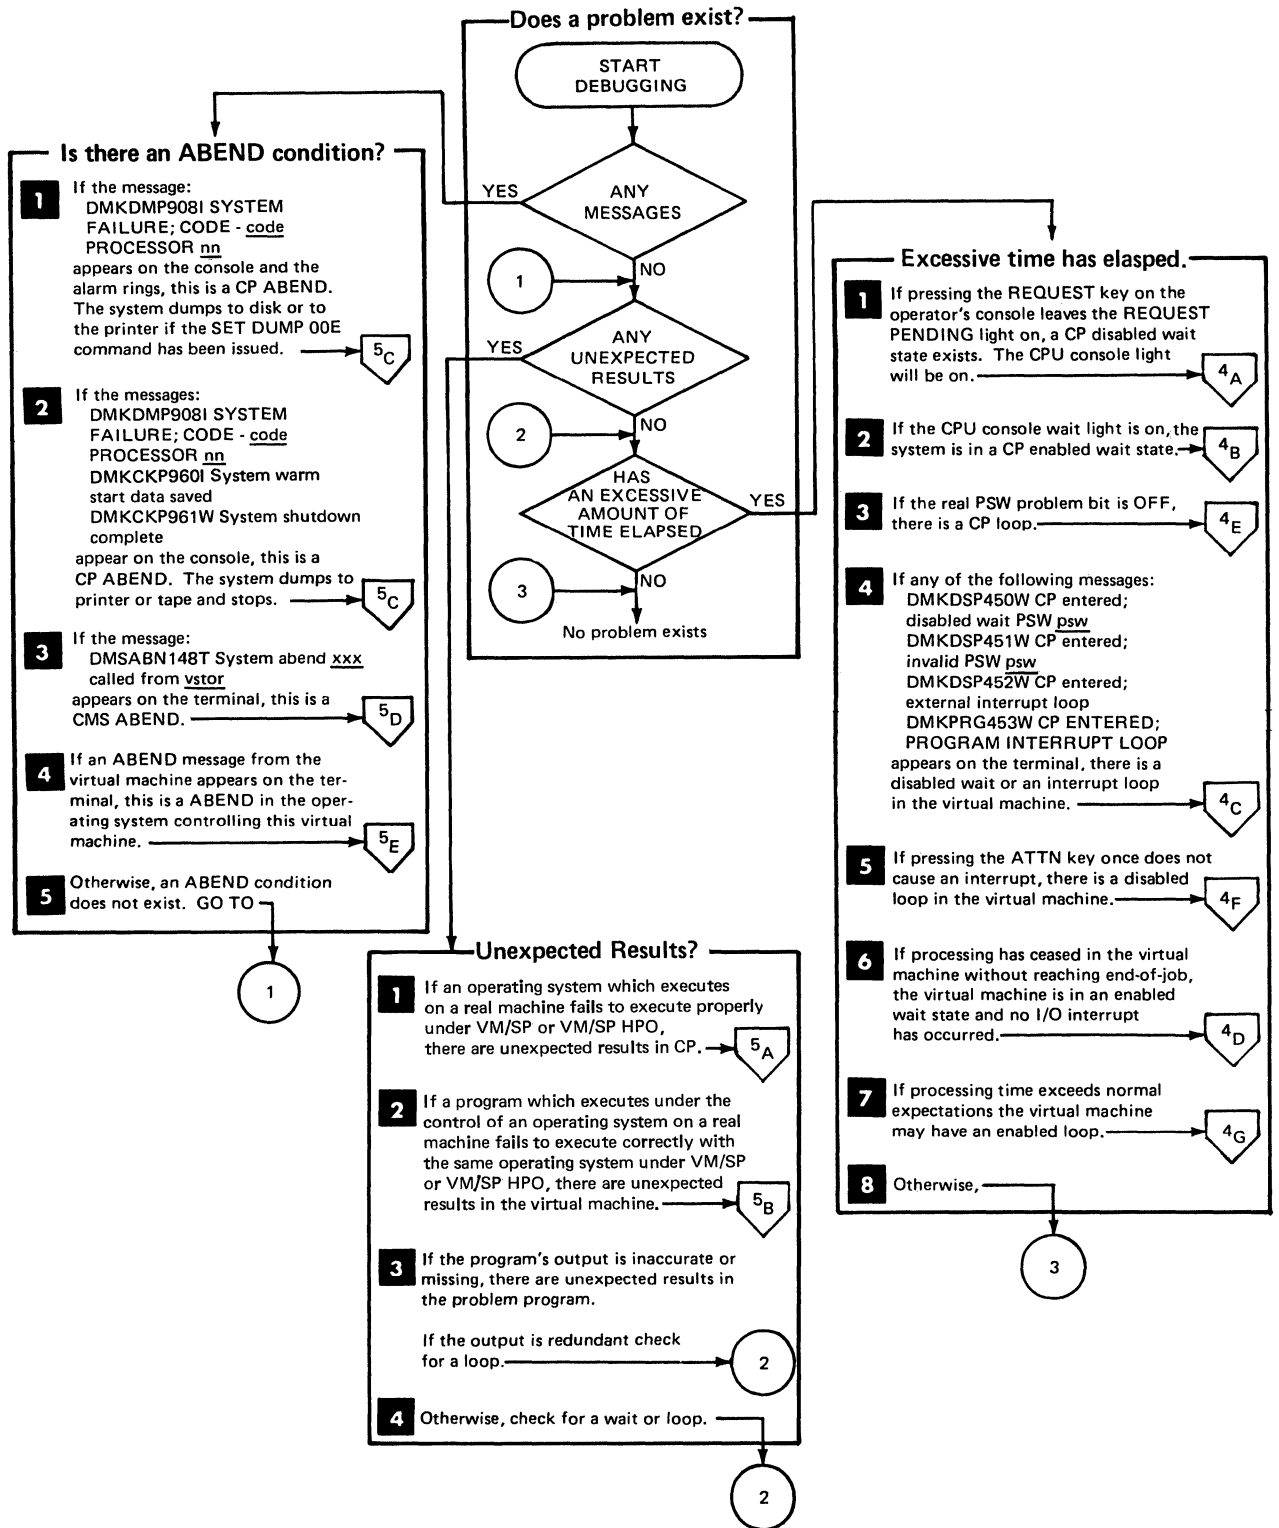 Does a problem exist?
START
DEBUGGING
ANY
MESSAGES
YES
NO
1
ANY
UNEXPECTED
RESULTS
YES
NO
2
HAS
AN EXCESSIVE
AMOUNT OF
TIME ELAPSED
YES
NO
3
No problem exists
Is there an ABEND condition?
1
If the message:
DMKDMP908I SYSTEM
FAILURE; CODE - code
PROCESSOR nn
appears on the console and the
alarm rings, this is a CP ABEND.
The system dumps to disk or to
the printer if the SET DUMP 00E
command has been issued.
5C
2
If the messages:
DMKDMP908I SYSTEM
FAILURE; CODE - code
PROCESSOR nn
DMKCKP960I System warm
start data saved
DMKCKP961W System shutdown
complete
appear on the console, this is a
CP ABEND. The system dumps to
printer or tape and stops.
5C
3
If the message:
DMSABN148T System abend xxx
called from vstor
appears on the terminal, this is a
CMS ABEND.
5D
4
If an ABEND message from the
virtual machine appears on the ter-
minal, this is a ABEND in the oper-
ating system controlling this virtual
machine.
5E
5
Otherwise, an ABEND condition
does not exist. GO TO
1
Unexpected Results?
1
If an operating system which executes
on a real machine fails to execute properly
under VM/SP or VM/SP HPO,
there are unexpected results in CP.
5A
2
If a program which executes under the
control of an operating system on a real
machine fails to execute correctly with
the same operating system under VM/SP
or VM/SP HPO, there are unexpected
results in the virtual machine.
5B
3
If the program's output is inaccurate or
missing, there are unexpected results in
the problem program.
If the output is redundant check
for a loop.
2
4
Otherwise, check for a wait or loop.
2
Excessive time has elasped.
1
If pressing the REQUEST key on the
operator's console leaves the REQUEST
PENDING light on, a CP disabled wait
state exists. The CPU console light
will be on.
4A
2
If the CPU console wait light is on, the
system is in a CP enabled wait state.
4B
3
If the real PSW problem bit is OFF,
there is a CP loop.
4E
4
If any of the following messages:
DMKDSP450W CP entered;
disabled wait PSW psw
DMKDSP451W CP entered;
invalid PSW psw
DMKDSP452W CP entered;
external interrupt loop
DMKPRG453W CP ENTERED;
PROGRAM INTERRUPT LOOP
appears on the terminal, there is a
disabled wait or an interrupt loop
in the virtual machine.
4C
5
If pressing the ATTN key once does not
cause an interrupt, there is a disabled
loop in the virtual machine.
4F
6
If processing has ceased in the virtual
machine without reaching end-of-job,
the virtual machine is in an enabled
wait state and no I/O interrupt
has occurred.
4D
7
If processing time exceeds normal
expectations the virtual machine
may have an enabled loop.
4G
8
Otherwise,
3